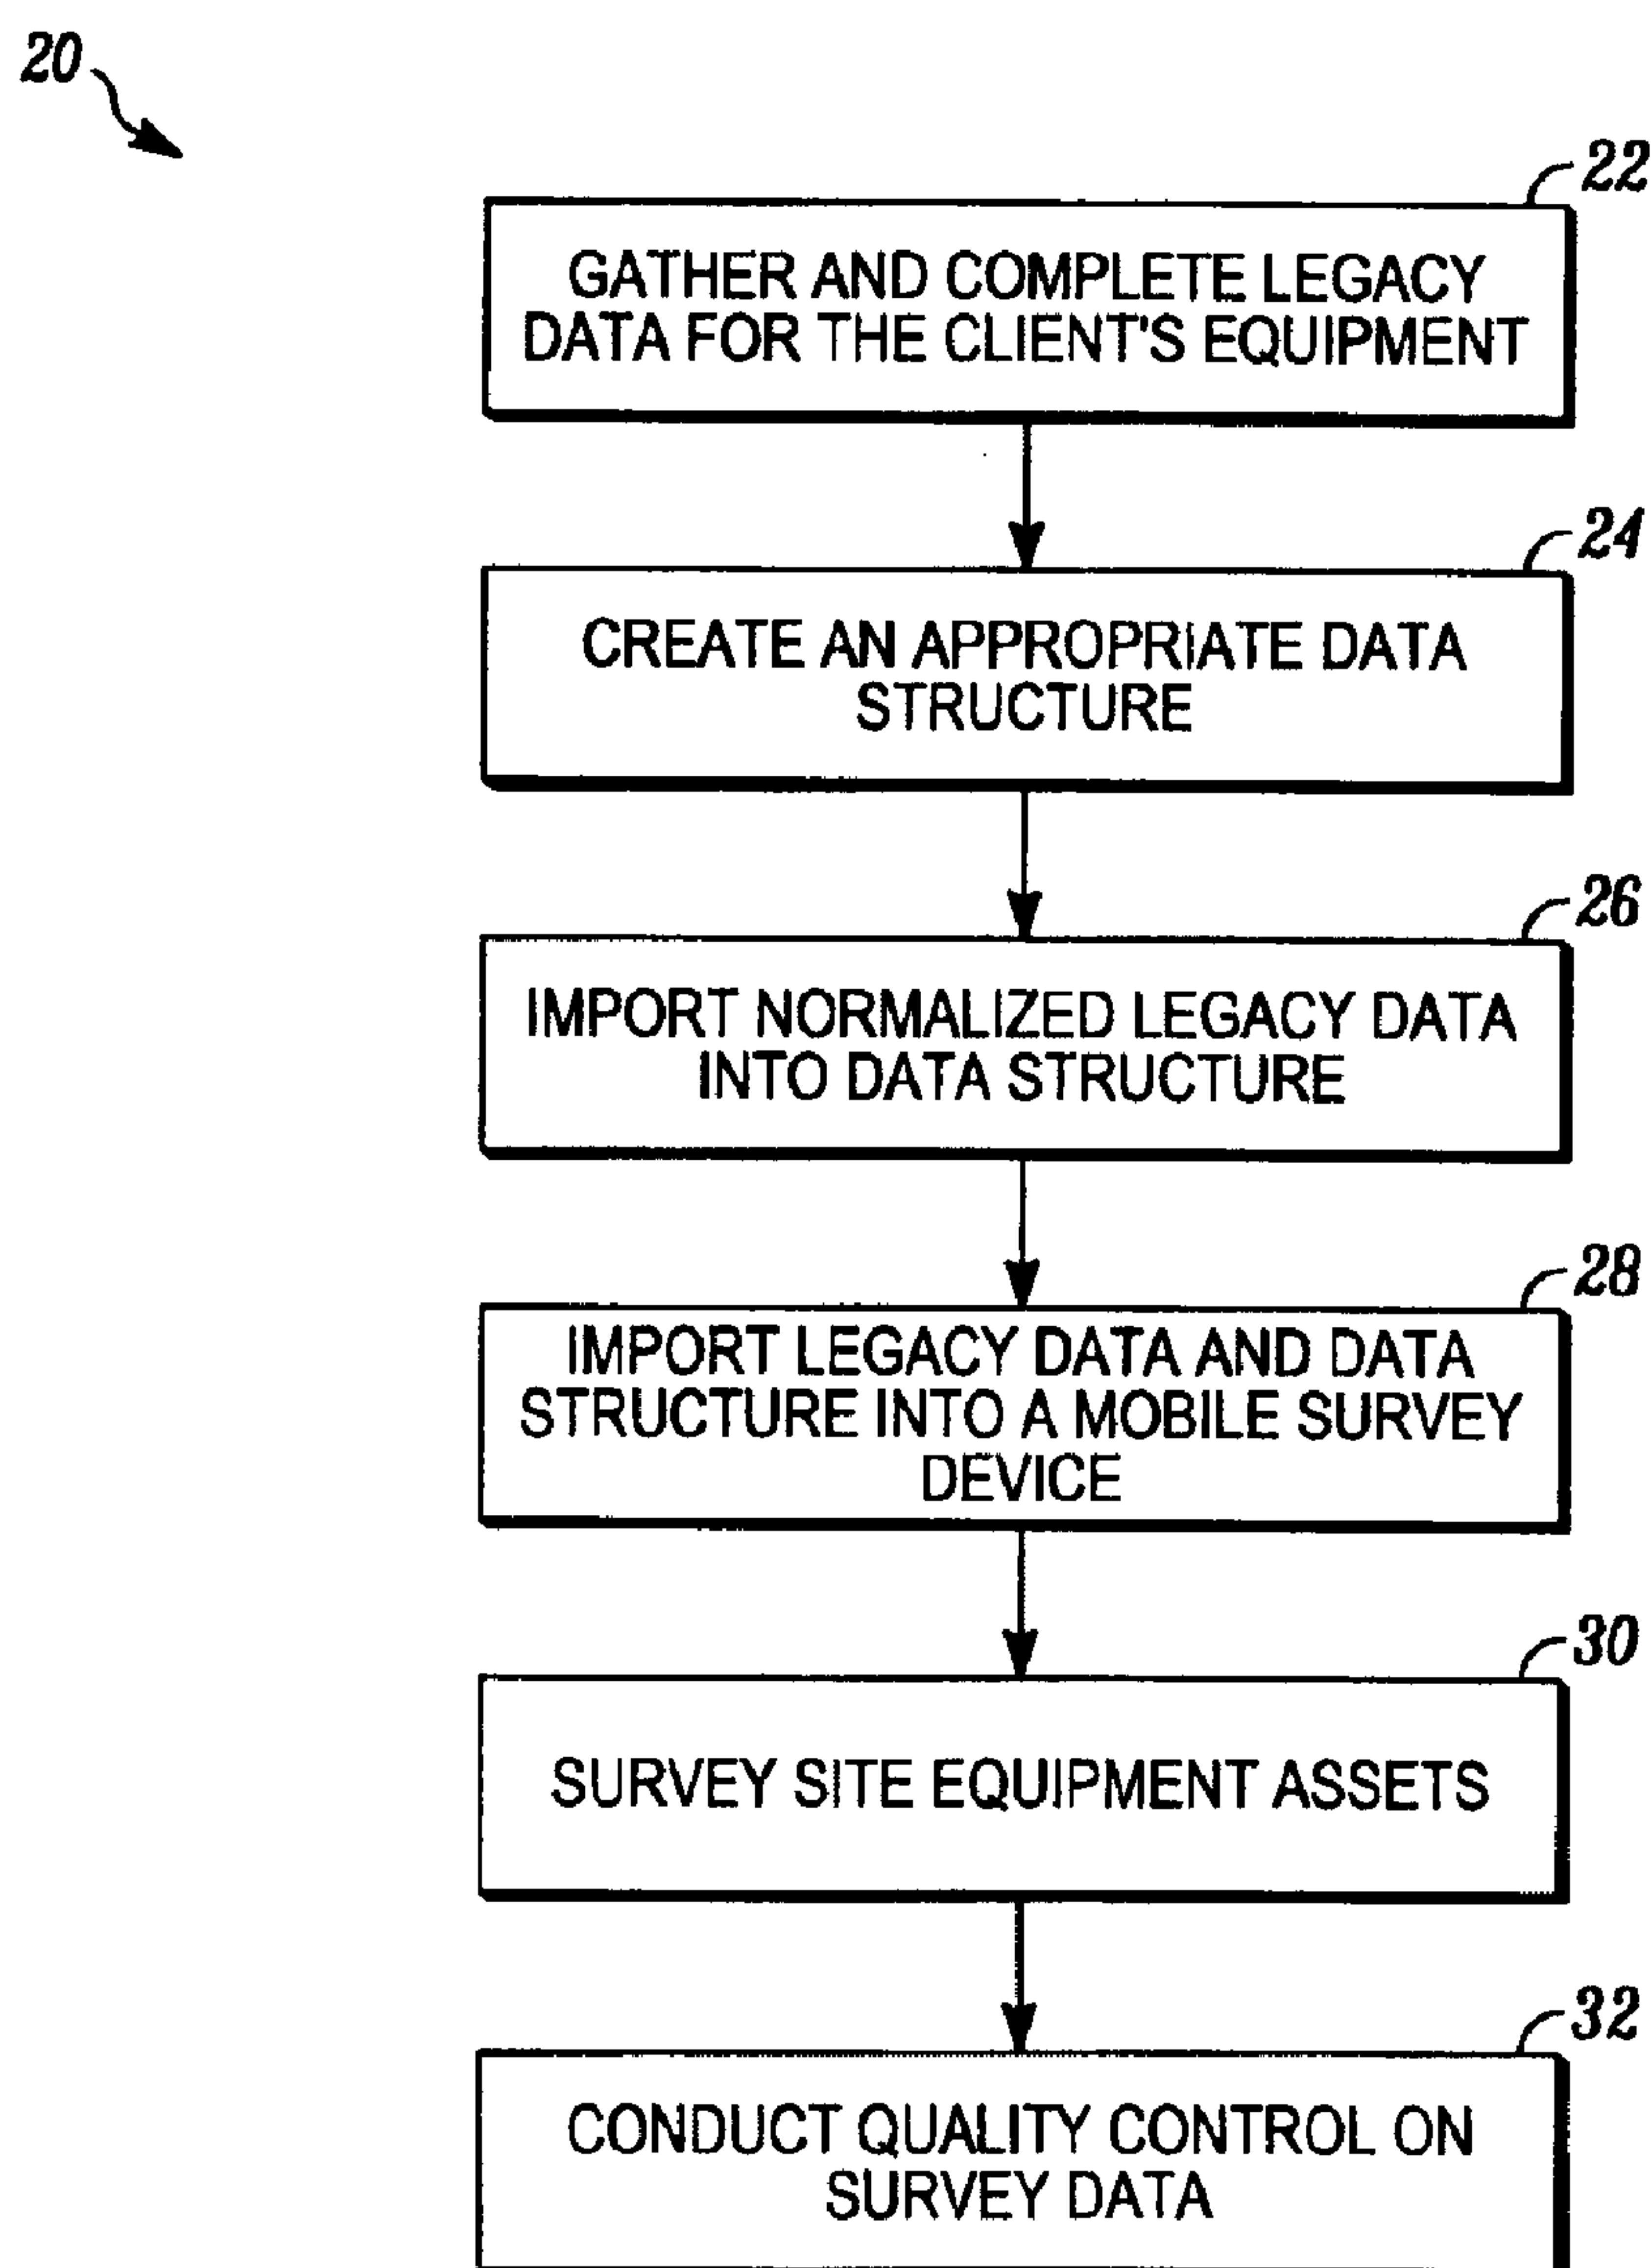 20
22
GATHER AND COMPLETE LEGACY
DATA FOR THE CLIENT'S EQUIPMENT
24
CREATE AN APPROPRIATE DATA
STRUCTURE
26
IMPORT NORMALIZED LEGACY DATA
INTO DATA STRUCTURE
28
IMPORT LEGACY DATA AND DATA
STRUCTURE INTO A MOBILE SURVEY
DEVICE
30
SURVEY SITE EQUIPMENT ASSETS
32
CONDUCT QUALITY CONTROL ON
SURVEY DATA